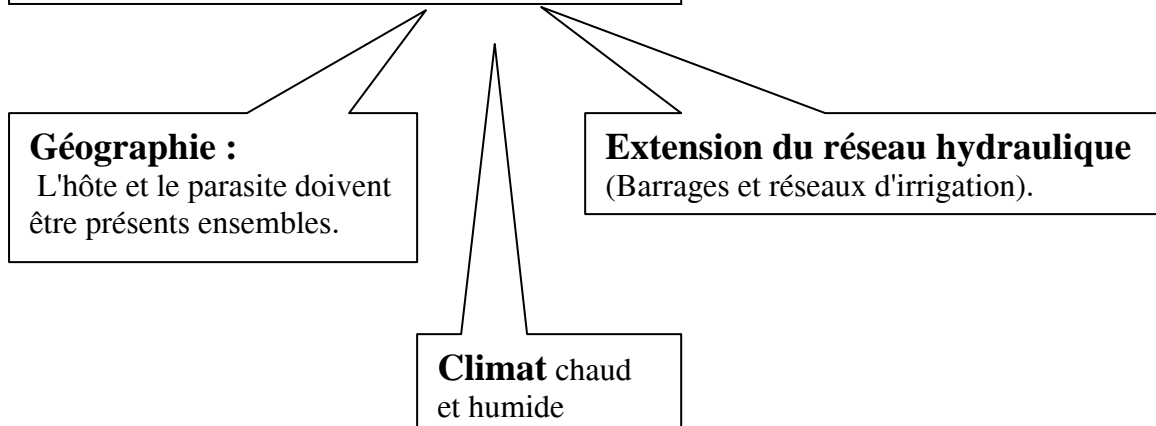 Géographie :
L'hôte et le parasite doivent
être présents ensembles.
Extension du réseau hydraulique
(Barrages et réseaux d'irrigation).
Climat chaud
et humide